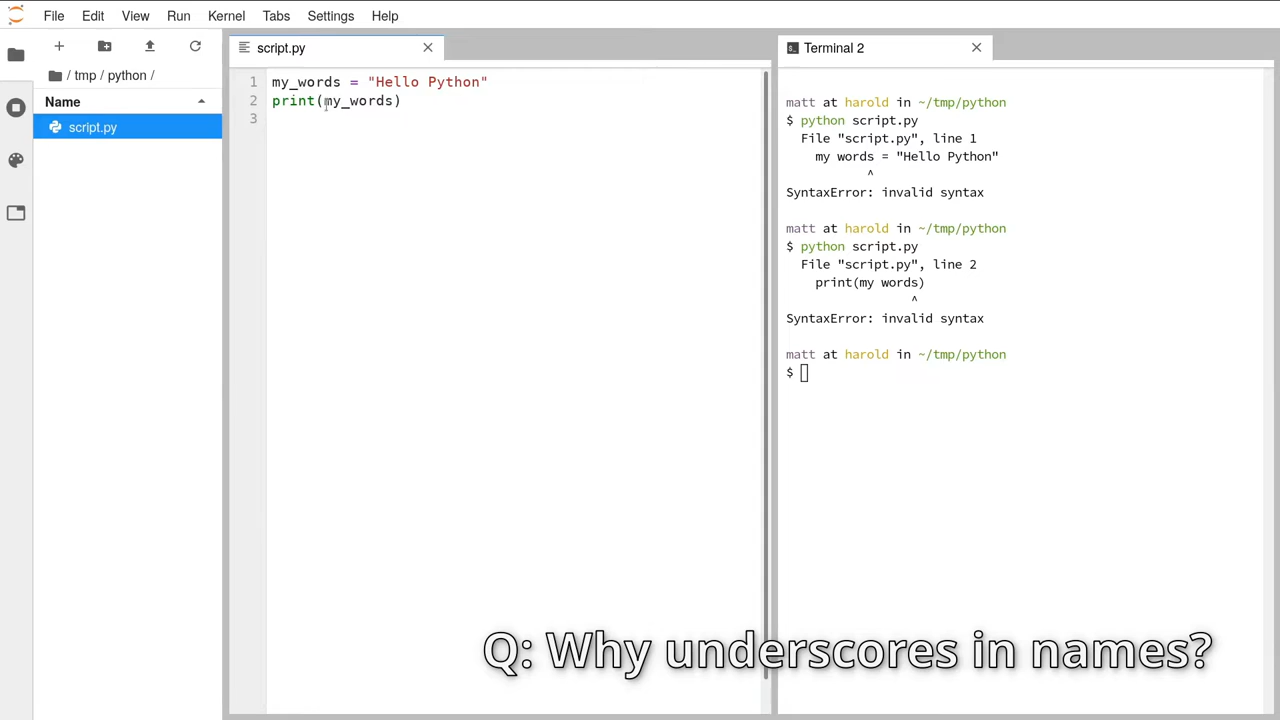 File Edit View Run Kernel Tabs Settings Help
/ tmp / python /
Name
script.py
script.py
1 my_words = "Hello Python"
2 print(my_words)
3
Terminal 2
matt at harold in ~/tmp/python
$ python script.py
File "script.py", line 1
my words = "Hello Python"
^
SyntaxError: invalid syntax
matt at harold in ~/tmp/python
$ python script.py
File "script.py", line 2
print(my words)
^
SyntaxError: invalid syntax
matt at harold in ~/tmp/python
$
Q: Why underscores in names?